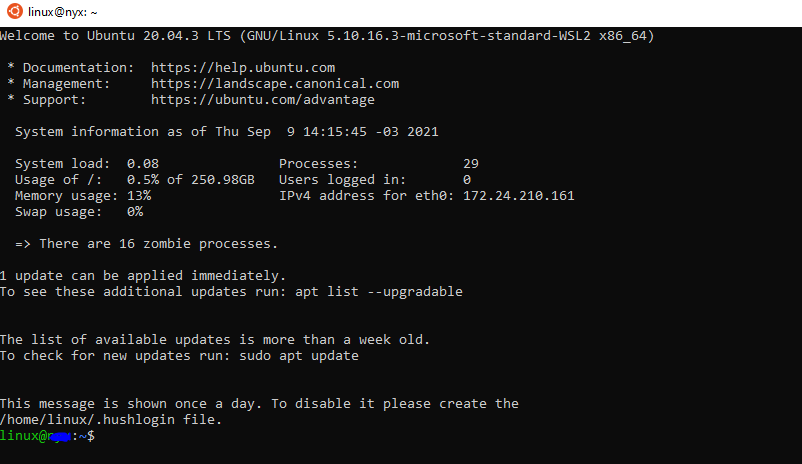 linux@nyx: ~
Welcome to Ubuntu 20.04.3 LTS (GNU/Linux 5.10.16.3-microsoft-standard-WSL2 x86_64)
* Documentation:  https://help.ubuntu.com
* Management:     https://landscape.canonical.com
* Support:        https://ubuntu.com/advantage
System information as of Thu Sep  9 14:15:45 -03 2021
System load:  0.08               Processes:             29
Usage of /:   0.5% of 250.98GB   Users logged in:       0
Memory usage: 13%                IPv4 address for eth0: 172.24.210.161
Swap usage:   0%
=> There are 16 zombie processes.
1 update can be applied immediately.
To see these additional updates run: apt list --upgradable
The list of available updates is more than a week old.
To check for new updates run: sudo apt update
This message is shown once a day. To disable it please create the
/home/linux/.hushlogin file.
linux@:~$